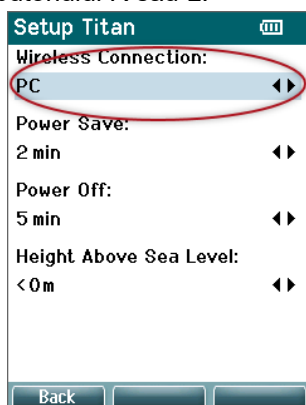 Setup Titan
Wireless Connection:
PC
Power Save:
2 min
Power Off:
5 min
Height Above Sea Level:
<0m
Back